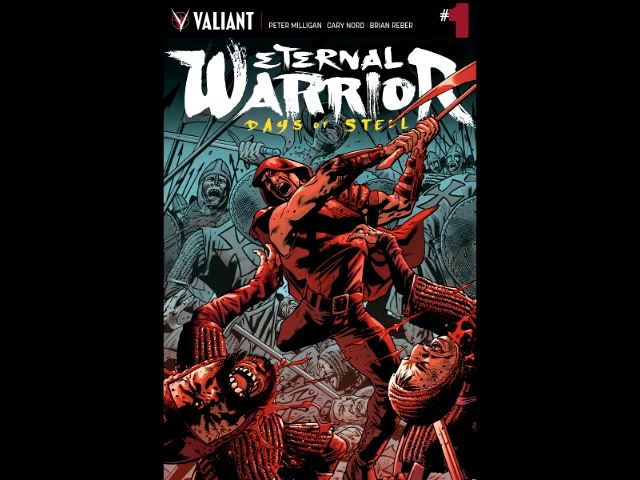 VALIANT
PETER MILLIGAN | CARY NORD | BRIAN REBER
#1
ETERNAL
WARRIOR
DAYS OF STEEL